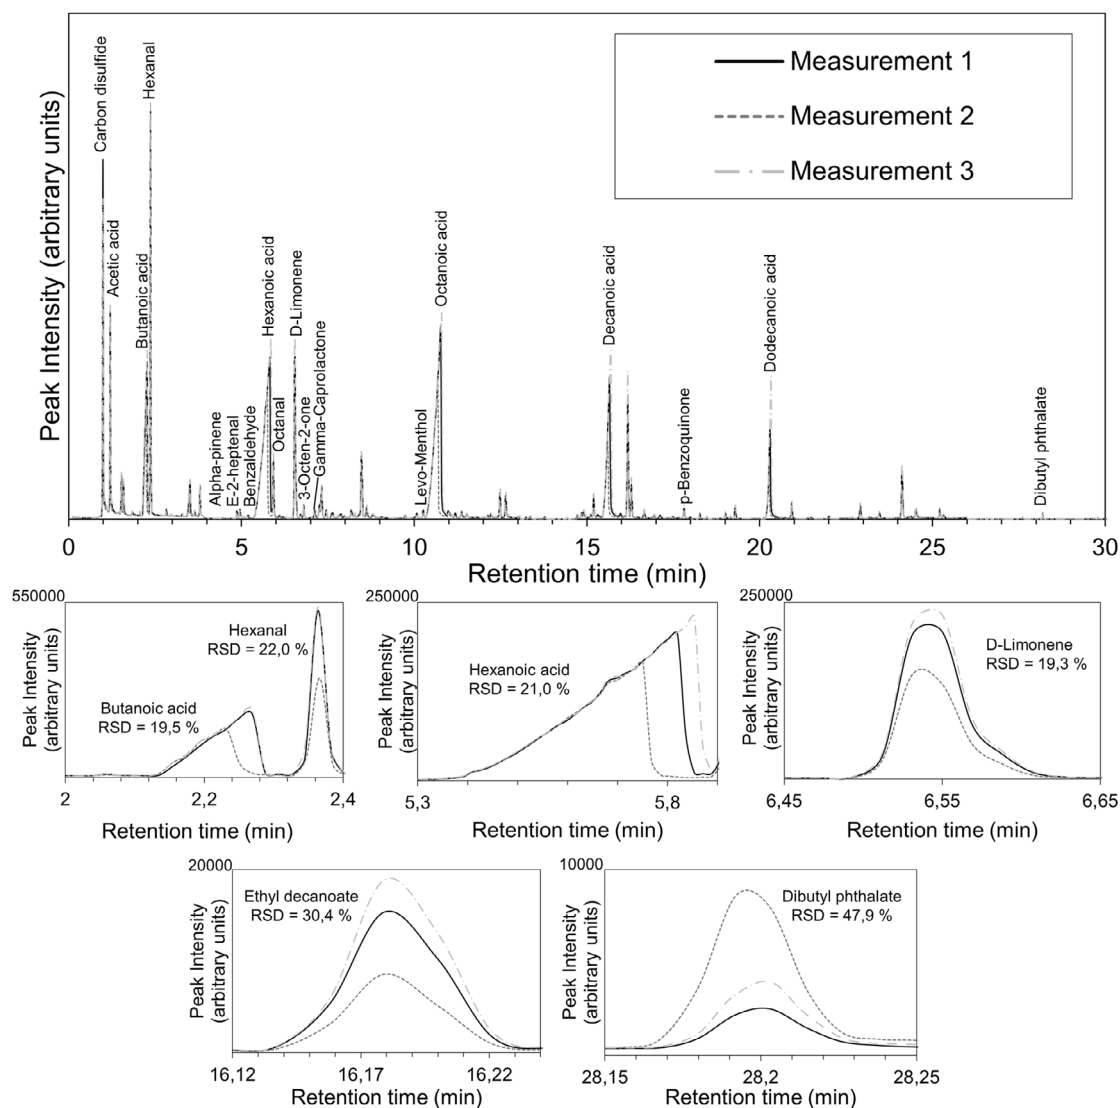 Peak Intensity (arbitrary units)
Carbon disulfide
Acetic acid
Butanoic acid
Hexanal
Alpha-pinene
E-2-heptenal
Benzaldehyde
Hexanoic acid
Octanal
D-Limonene
3-Octen-2-one
Gamma-Caprolactone
Levo-Menthol
Octanoic acid
Decanoic acid
p-Benzoquinone
Dodecanoic acid
Dibutyl phthalate
Measurement 1
Measurement 2
Measurement 3
0 5 10 15 20 25 30
Retention time (min)
550000
Peak Intensity
(arbitrary units)
Hexanal
RSD = 22,0 %
Butanoic acid
RSD = 19,5 %
2 2,2 2,4
Retention time (min)
250000
Peak Intensity
(arbitrary units)
Hexanoic acid
RSD = 21,0 %
5,3 5,8
Retention time (min)
250000
Peak Intensity
(arbitrary units)
D-Limonene
RSD = 19,3 %
6,45 6,55 6,65
Retention time (min)
20000
Peak Intensity
(arbitrary units)
Ethyl decanoate
RSD = 30,4 %
16,12 16,17 16,22
Retention time (min)
10000
Peak Intensity
(arbitrary units)
Dibutyl phthalate
RSD = 47,9 %
28,15 28,2 28,25
Retention time (min)